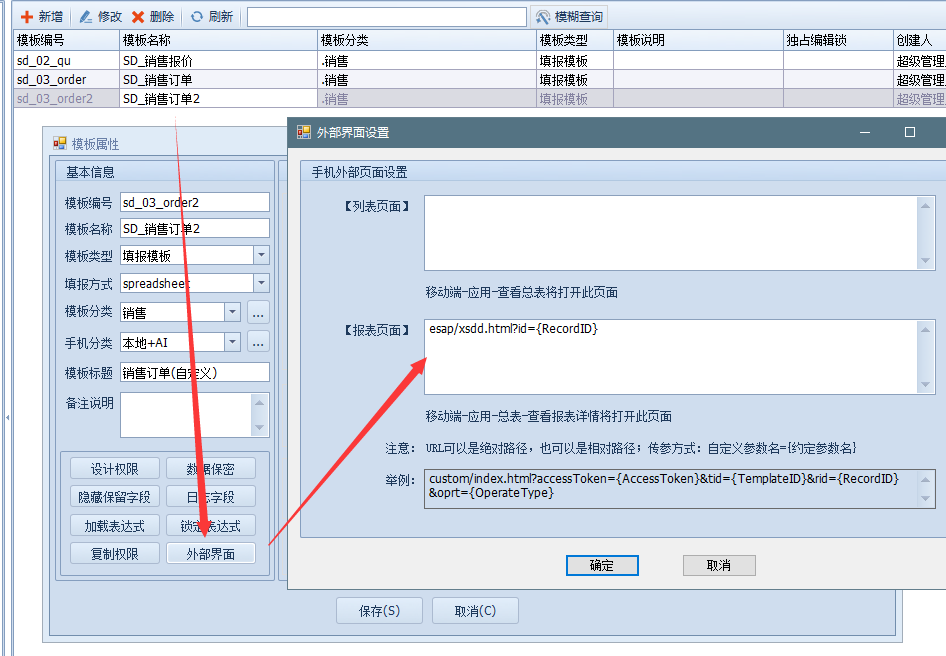 新增 修改 删除 刷新 模糊查询
模板编号 模板名称 模板分类 模板类型 模板说明 独占编辑锁 创建人
sd_02_qu SD_销售报价 .销售 填报模板 超级管理
sd_03_order SD_销售订单 .销售 填报模板 超级管理
sd_03_order2 SD_销售订单2 .销售 填报模板 超级管理
模板属性
基本信息
模板编号 sd_03_order2
模板名称 SD_销售订单2
模板类型 填报模板
填报方式 spreadsheet
模板分类 销售 ...
手机分类 本地+AI ...
模板标题 销售订单(自定义)
备注说明
设计权限 数据保密
隐藏保留字段 日志字段
加载表达式 锁定表达式
复制权限 外部界面
保存(S) 取消(C)
外部界面设置
手机外部页面设置
【列表页面】
移动端-应用-查看总表将打开此页面
【报表页面】 esap/xsdd.html?id={RecordID}
移动端-应用-总表-查看报表详情将打开此页面
注意： URL可以是绝对路径，也可以是相对路径；传参方式：自定义参数名={约定参数名}
举例： custom/index.html?accessToken={AccessToken}&tid={TemplateID}&rid={RecordID}
&oprt={OperateType}
确定 取消